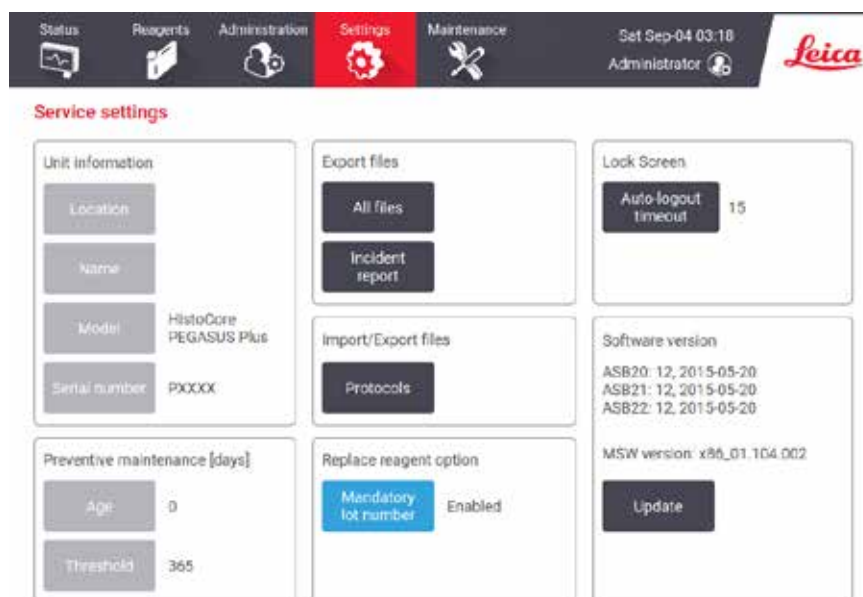 Status
Reagents
Administration
Settings
Maintenance
Sat Sep-04 03:18
Administrator
Leica
Service settings
Unit information
Location
Name
Model
HistoCore
PEGASUS Plus
Serial number
PXXXX
Preventive maintenance [days]
Age
0
Threshold
365
Export files
All files
Incident
report
Import/Export files
Protocols
Replace reagent option
Mandatory
lot number
Enabled
Lock Screen
Auto-logout
timeout
15
Software version
ASB20: 12, 2015-05-20
ASB21: 12, 2015-05-20
ASB22: 12, 2015-05-20
MSW version: x86_01.104.002
Update